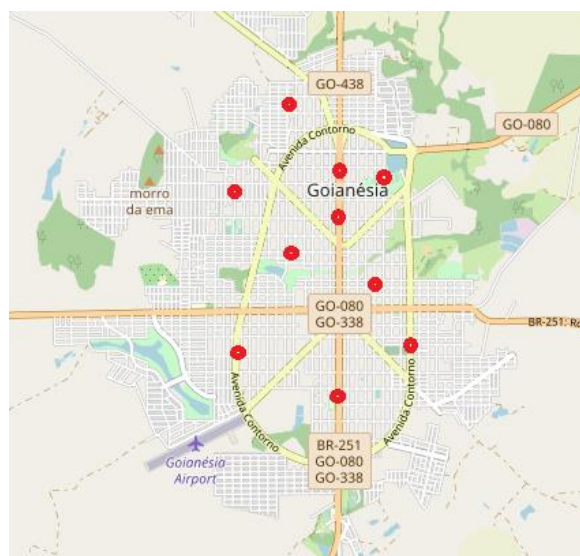 GO-438
GO-080
Avenida Contorno
Goianésia
morro
da ema
GO-080
GO-338
BR-251; Ro
Avenida Contorno
Avenida Contorno
BR-251
GO-080
GO-338
Goianésia
Airport